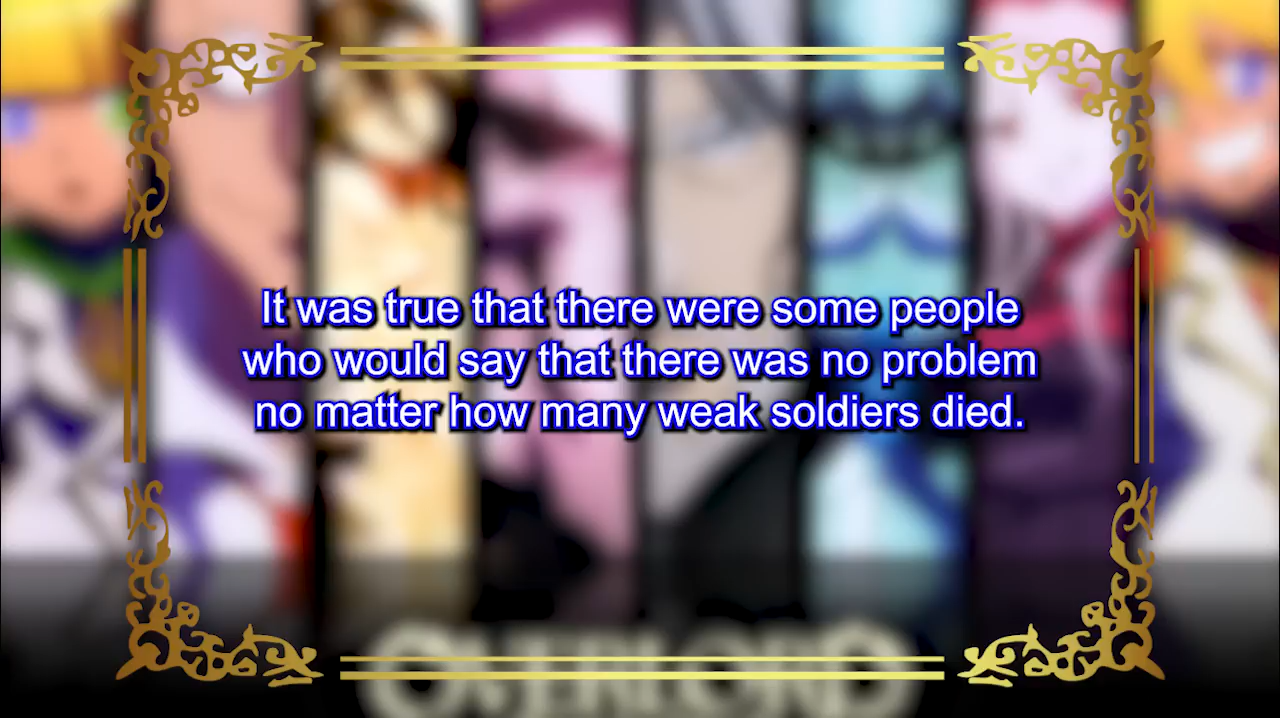 It was true that there were some people
who would say that there was no problem
no matter how many weak soldiers died.
OVERLORD